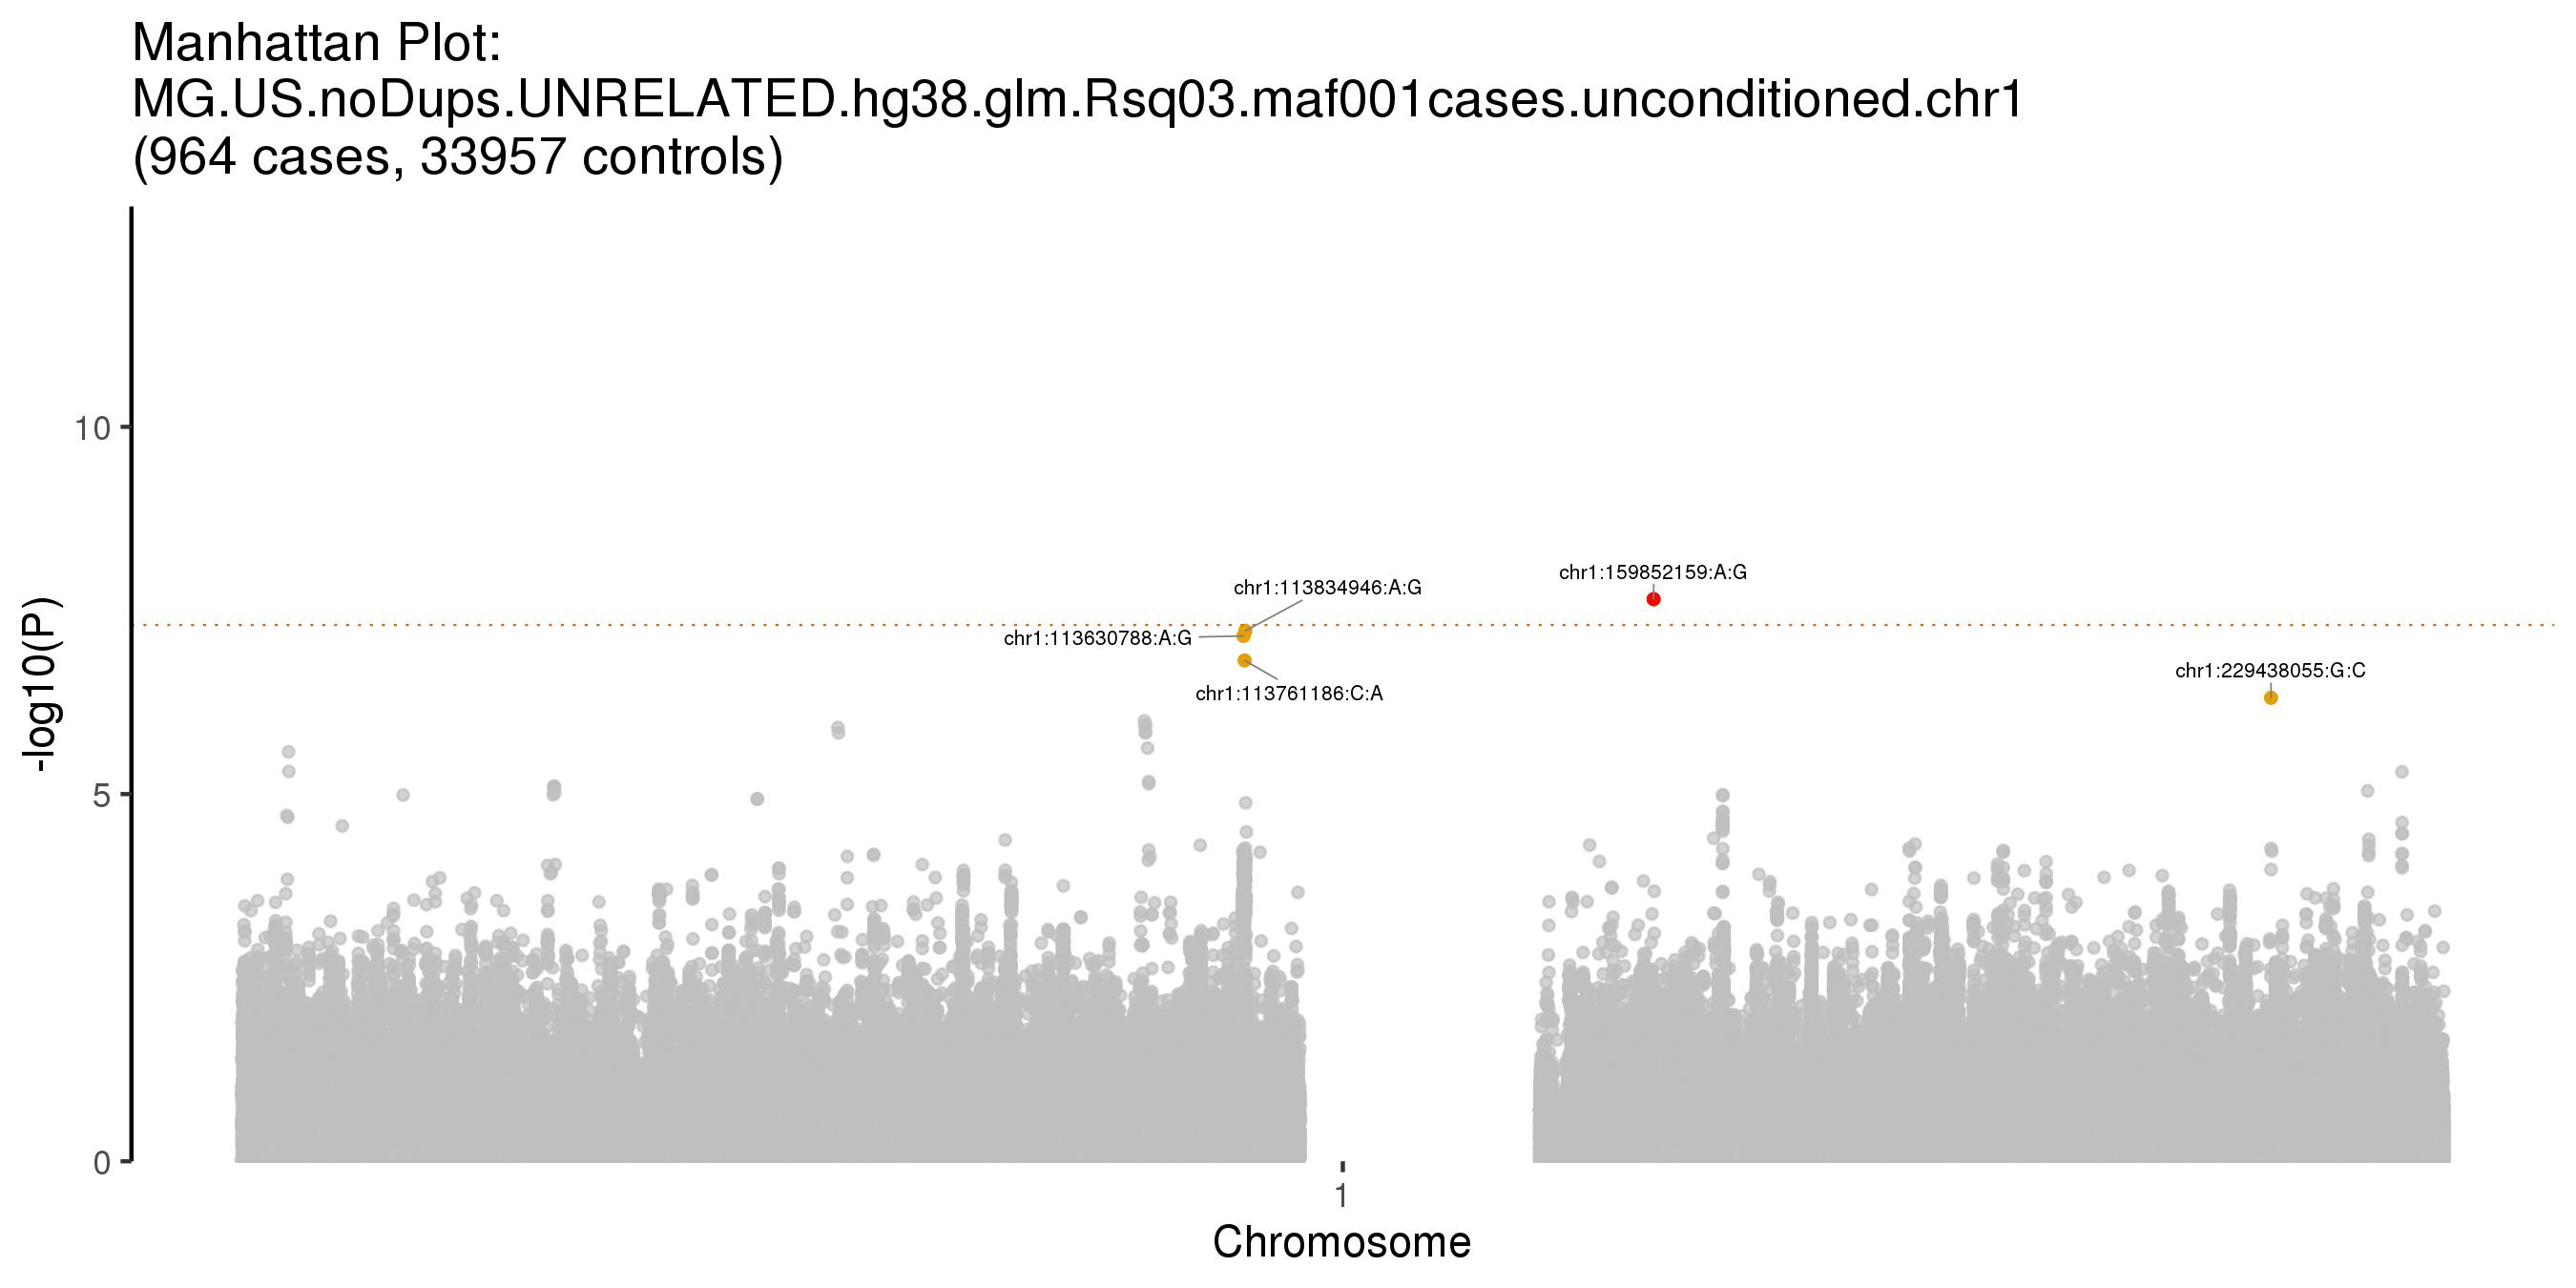 Manhattan Plot:
MG.US.noDups.UNRELATED.hg38.glm.Rsq03.maf001cases.unconditioned.chr1
(964 cases, 33957 controls)
10
chr1:159852159:A:G
chr1:113834946:A:G
chr1:113630788:A:G
chr1:229438055:G:C
chr1:113761186:C:A
-log10(P)
5
0
1
Chromosome